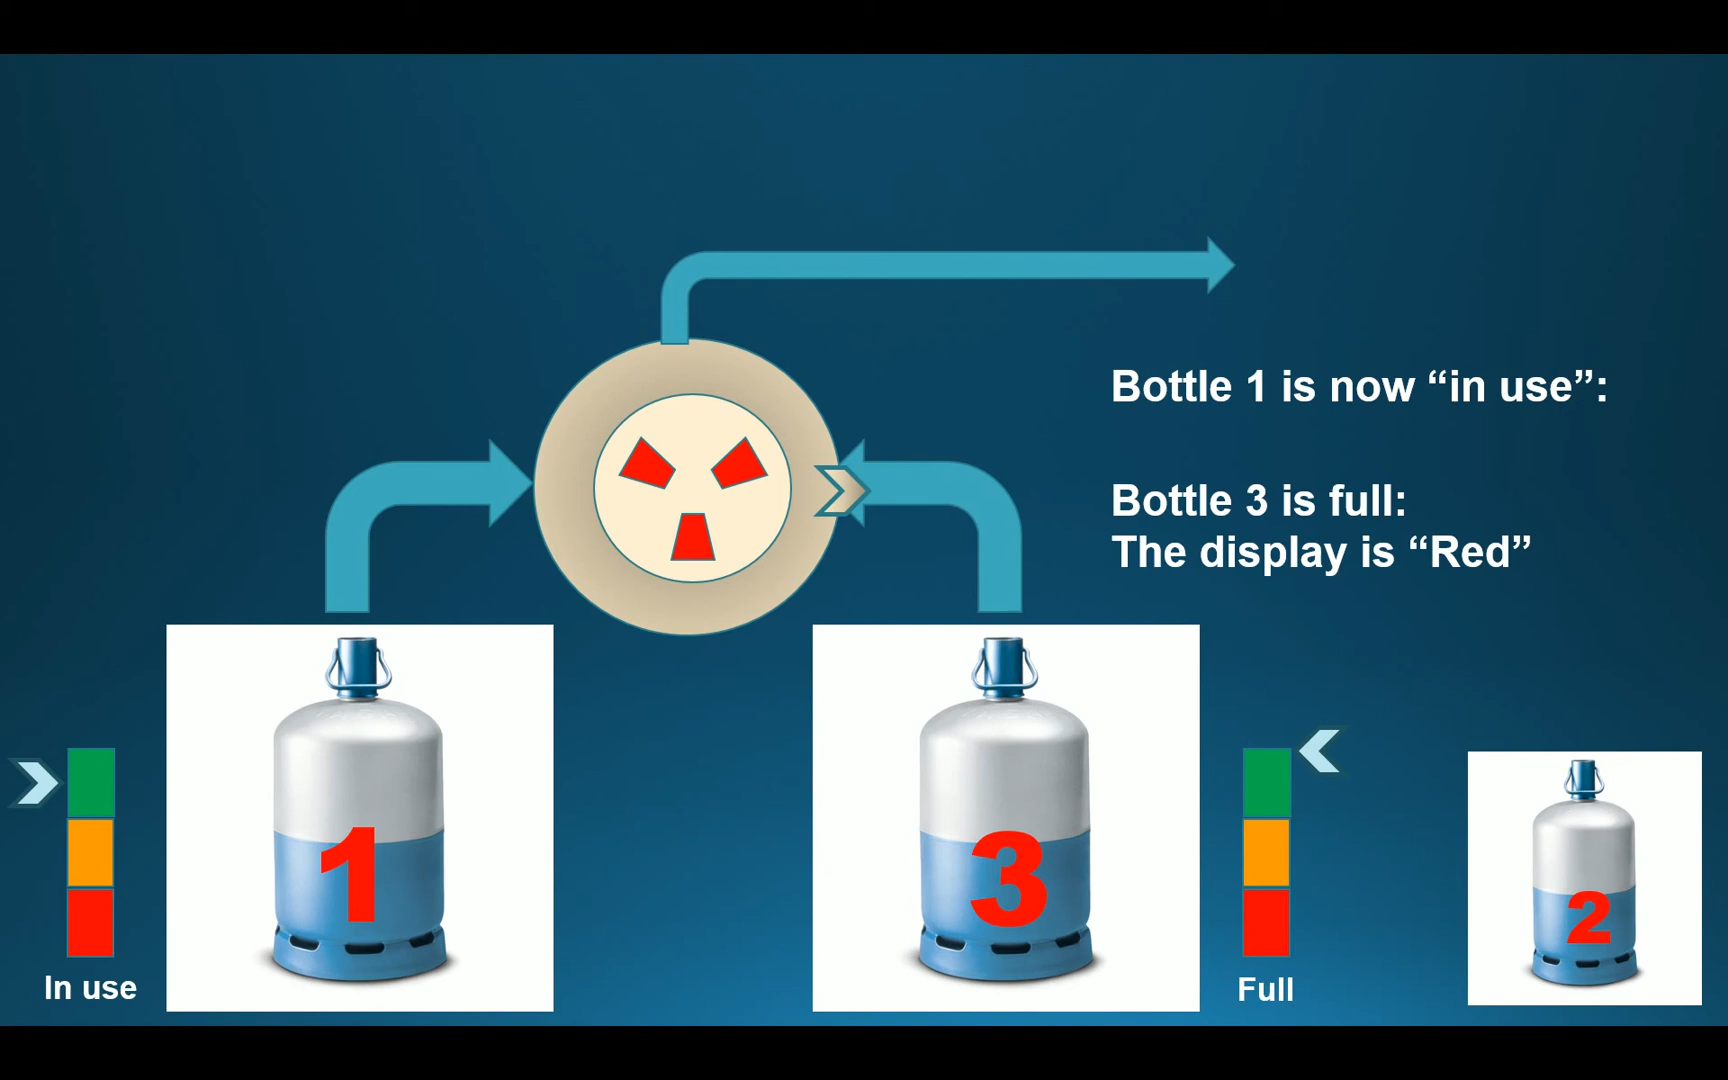 Bottle 1 is now “in use”:
Bottle 3 is full:
The display is “Red”
1
3
2
In use
Full